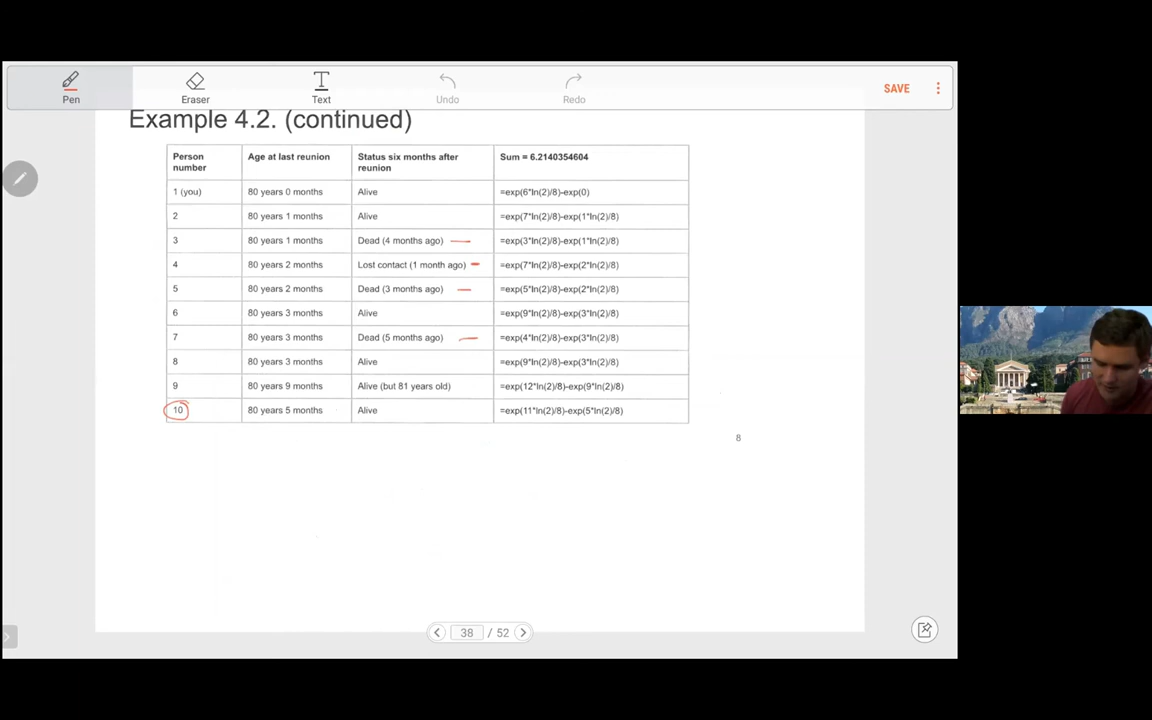 Pen
Eraser
Text
Undo
Redo
SAVE
Example 4.2. (continued)
Person number Age at last reunion Status six months after reunion Sum = 6.2140354604
1 (you) 80 years 0 months Alive =exp(6*ln(2)/8)-exp(0)
2 80 years 1 months Alive =exp(7*ln(2)/8)-exp(1*ln(2)/8)
3 80 years 1 months Dead (4 months ago) =exp(3*ln(2)/8)-exp(1*ln(2)/8)
4 80 years 2 months Lost contact (1 month ago) =exp(7*ln(2)/8)-exp(2*ln(2)/8)
5 80 years 2 months Dead (3 months ago) =exp(5*ln(2)/8)-exp(2*ln(2)/8)
6 80 years 3 months Alive =exp(9*ln(2)/8)-exp(3*ln(2)/8)
7 80 years 3 months Dead (5 months ago) =exp(4*ln(2)/8)-exp(3*ln(2)/8)
8 80 years 3 months Alive =exp(9*ln(2)/8)-exp(3*ln(2)/8)
9 80 years 9 months Alive (but 81 years old) =exp(12*ln(2)/8)-exp(9*ln(2)/8)
10 80 years 5 months Alive =exp(11*ln(2)/8)-exp(5*ln(2)/8)
8
38 / 52